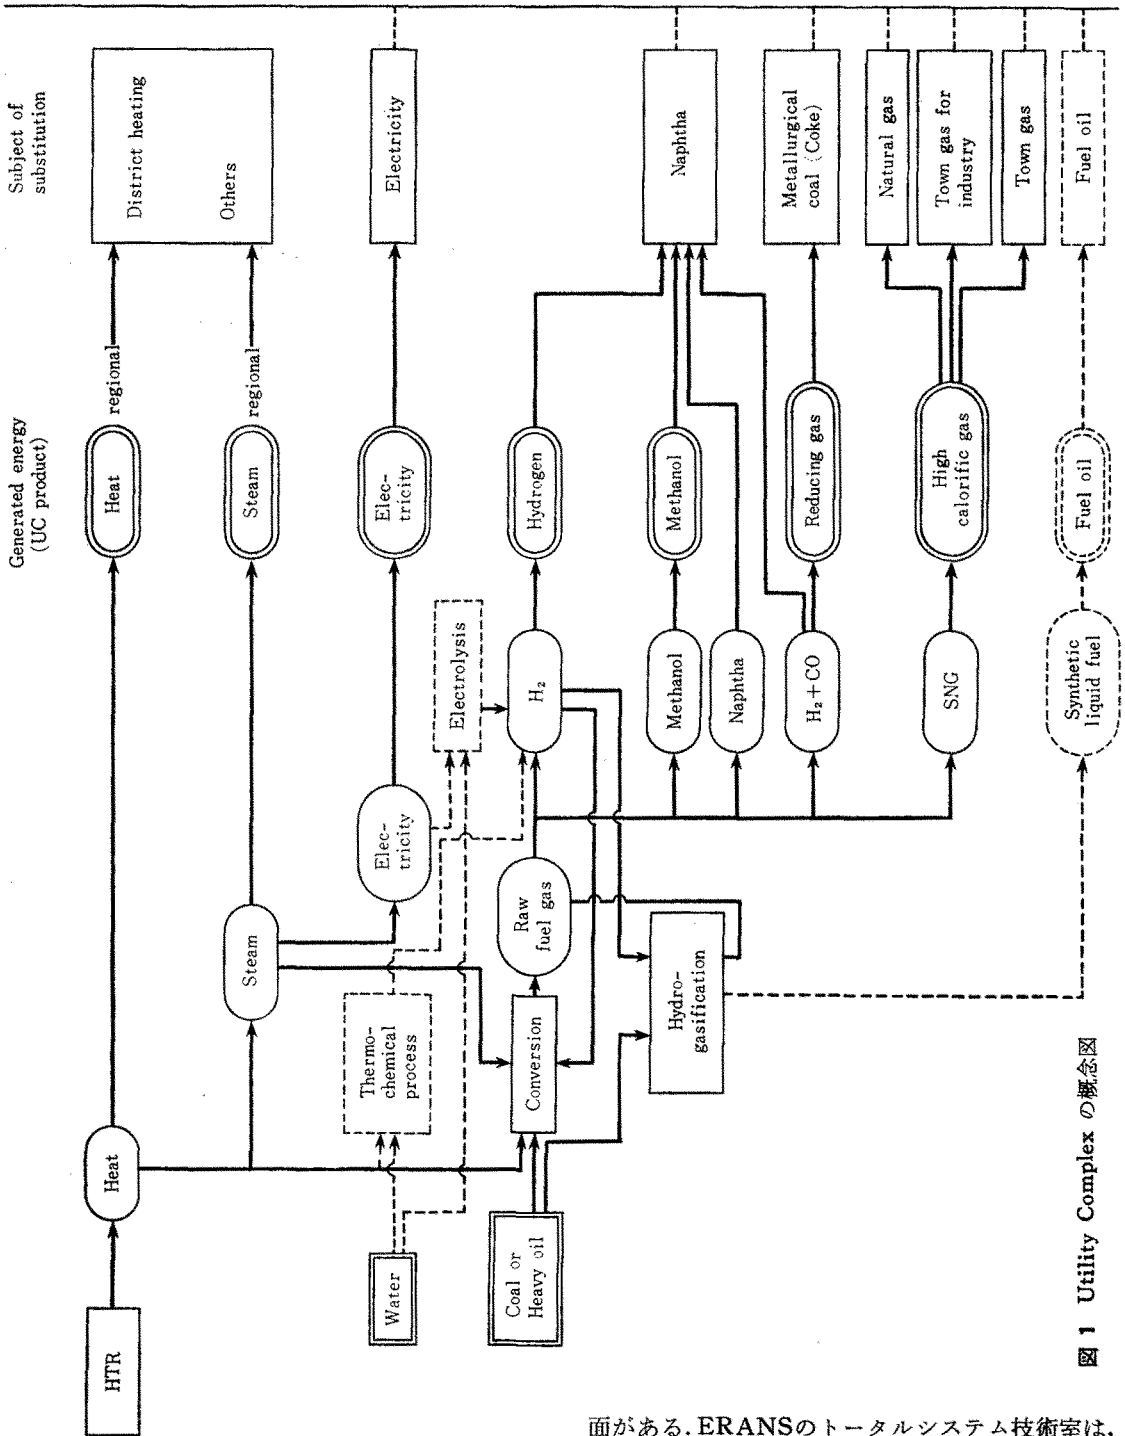 Subject of
substitution
Generated energy
(UC product)
District heating
Others
Electricity
Naphtha
Metallurgical
coal (Coke)
Natural gas
Town gas for
industry
Town gas
Fuel oil
regional
regional
Heat
Steam
Elec-
tricity
Hydrogen
Methanol
Reducing gas
High
calorific gas
Fuel oil
Electrolysis
H₂
Methanol
Naphtha
H₂+CO
SNG
Synthetic
liquid fuel
Steam
Elec-
tricity
Raw
fuel gas
Heat
Thermo-
chemical
process
Conversion
Hydro-
gasification
HTR
Water
Coal or
Heavy oil
図 1 Utility Complex の概念図
面がある. ERANSのトータルシステム技術室は,